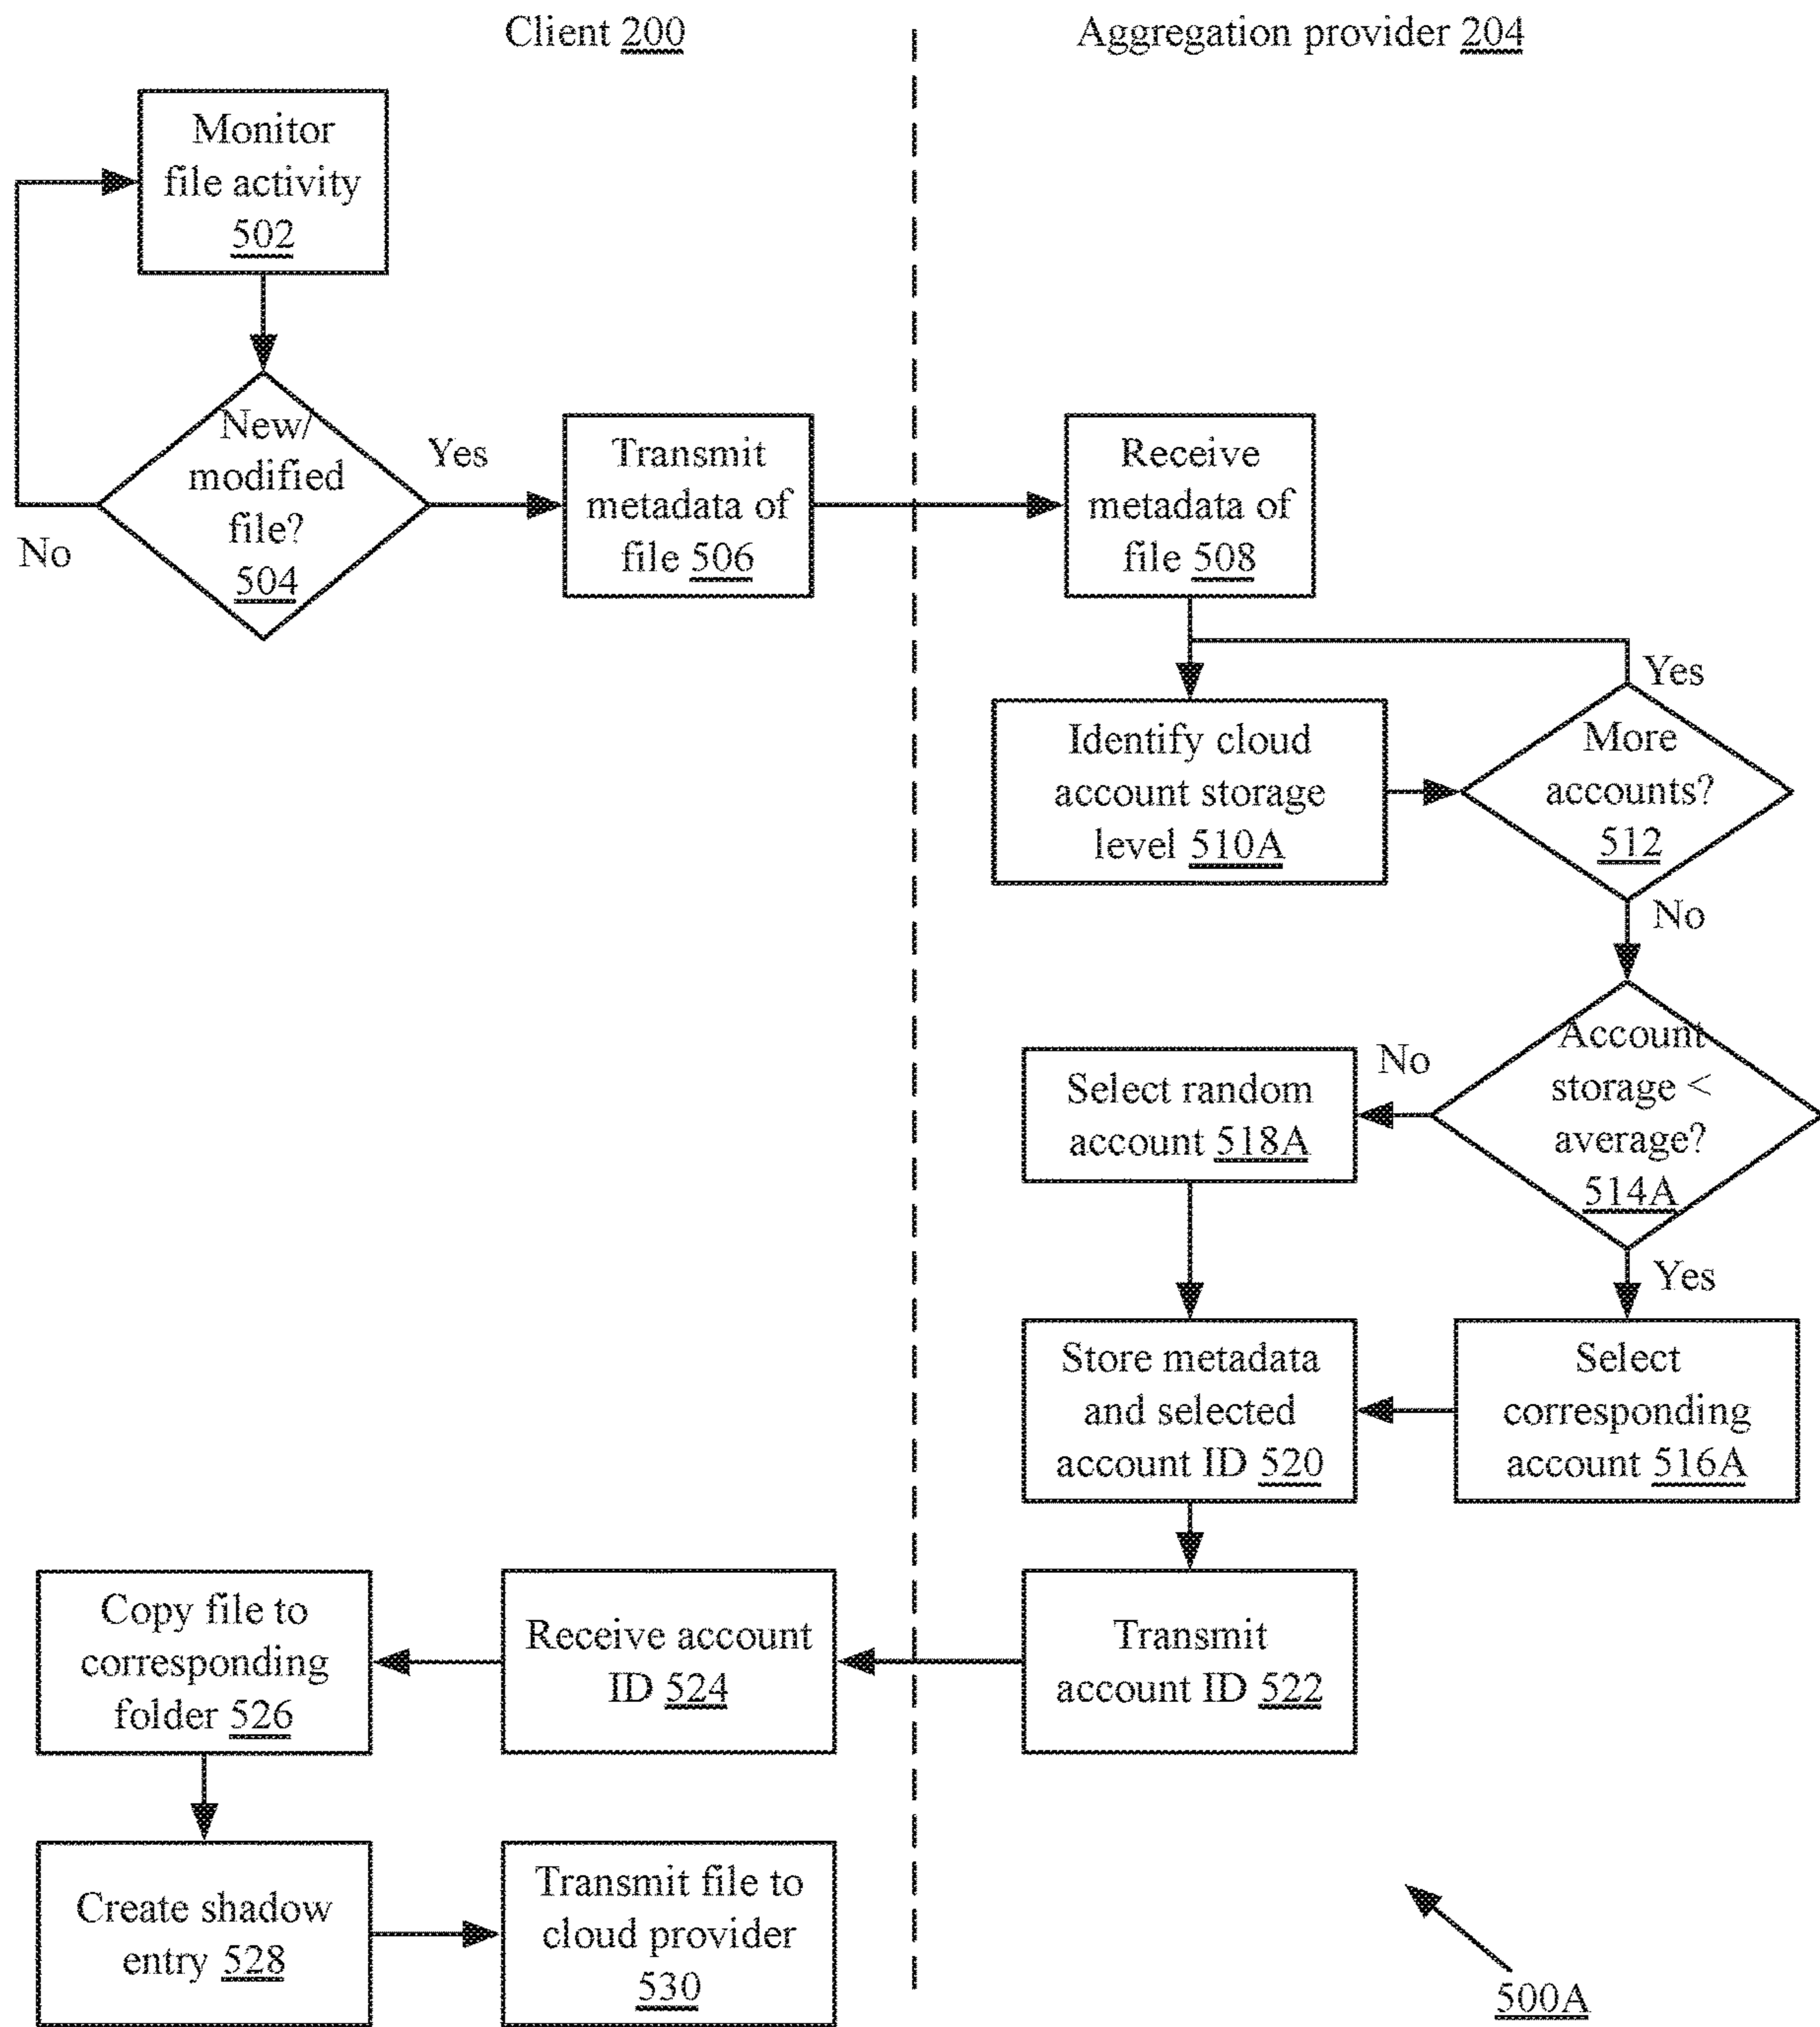 Client 200
Aggregation provider 204
Monitor
file activity
502
New/
modified
file?
504
Yes
No
Transmit
metadata of
file 506
Receive
metadata of
file 508
Identify cloud
account storage
level 510A
Yes
More
accounts?
512
No
Account
storage <
average?
514A
No
Yes
Select random
account 518A
Select
corresponding
account 516A
Store metadata
and selected
account ID 520
Transmit
account ID 522
Receive account
ID 524
Copy file to
corresponding
folder 526
Create shadow
entry 528
Transmit file to
cloud provider
530
500A